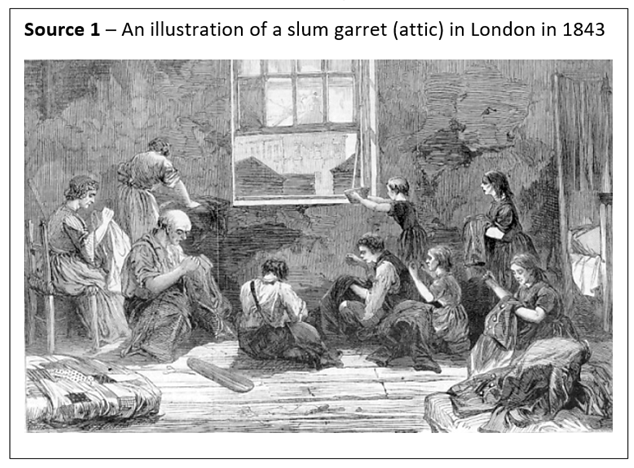 Source 1 – An illustration of a slum garret (attic) in London in 1843